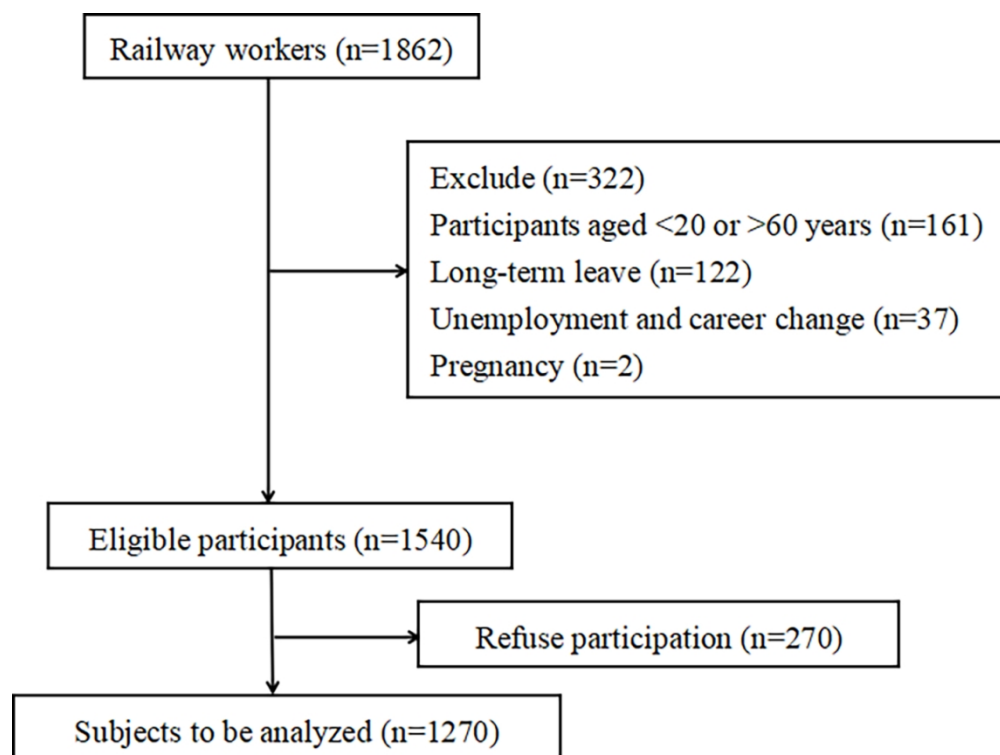 Railway workers (n=1862)
Exclude (n=322)
Participants aged <20 or >60 years (n=161)
Long-term leave (n=122)
Unemployment and career change (n=37)
Pregnancy (n=2)
Eligible participants (n=1540)
Refuse participation (n=270)
Subjects to be analyzed (n=1270)